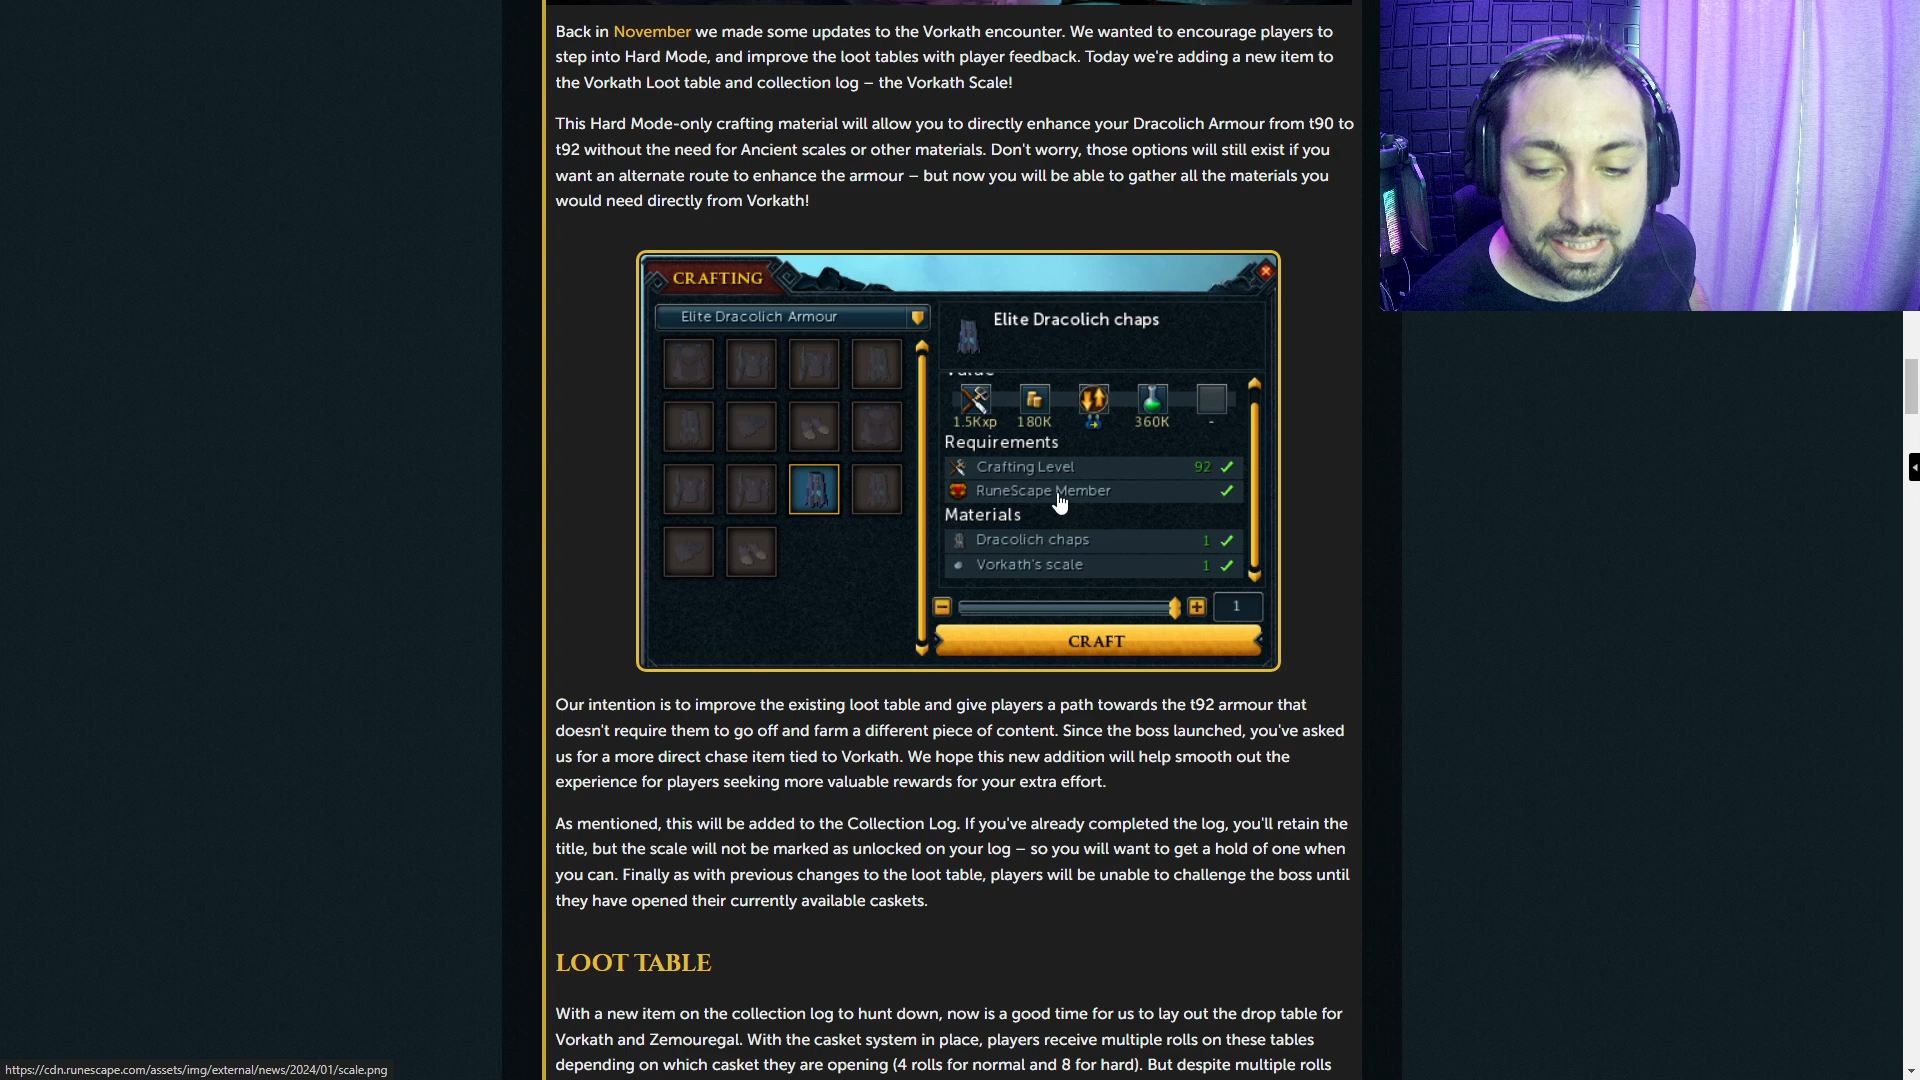 Back in November we made some updates to the Vorkath encounter. We wanted to encourage players to
step into Hard Mode, and improve the loot tables with player feedback. Today we're adding a new item to
the Vorkath Loot table and collection log – the Vorkath Scale!
This Hard Mode-only crafting material will allow you to directly enhance your Dracolich Armour from t90 to
t92 without the need for Ancient scales or other materials. Don't worry, those options will still exist if you
want an alternate route to enhance the armour – but now you will be able to gather all the materials you
would need directly from Vorkath!
CRAFTING
Elite Dracolich Armour
Elite Dracolich chaps
1.5Kxp 180K 360K -
Requirements
Crafting Level 92
RuneScape Member
Materials
Dracolich chaps 1
Vorkath's scale 1
1
CRAFT
Our intention is to improve the existing loot table and give players a path towards the t92 armour that
doesn't require them to go off and farm a different piece of content. Since the boss launched, you've asked
us for a more direct chase item tied to Vorkath. We hope this new addition will help smooth out the
experience for players seeking more valuable rewards for your extra effort.
As mentioned, this will be added to the Collection Log. If you've already completed the log, you'll retain the
title, but the scale will not be marked as unlocked on your log – so you will want to get a hold of one when
you can. Finally as with previous changes to the loot table, players will be unable to challenge the boss until
they have opened their currently available caskets.
LOOT TABLE
With a new item on the collection log to hunt down, now is a good time for us to lay out the drop table for
Vorkath and Zemouregal. With the casket system in place, players receive multiple rolls on these tables
depending on which casket they are opening (4 rolls for normal and 8 for hard). But despite multiple rolls
https://cdn.runescape.com/assets/img/external/news/2024/01/scale.png